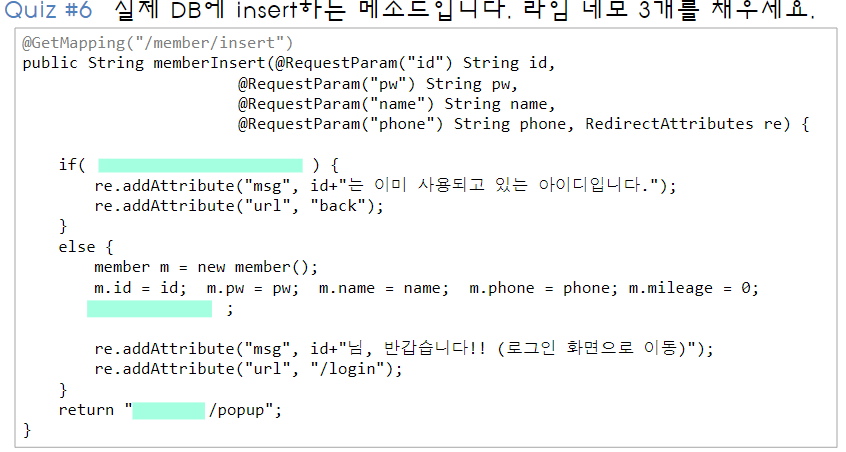 Quiz #6 실제 DB에 insert하는 메소드입니다. 라임 네모 3개를 채우세요.
@GetMapping("/member/insert")
public String memberInsert(@RequestParam("id") String id,
@RequestParam("pw") String pw,
@RequestParam("name") String name,
@RequestParam("phone") String phone, RedirectAttributes re) {
if( ) {
re.addAttribute("msg", id+"는 이미 사용되고 있는 아이디입니다.");
re.addAttribute("url", "back");
}
else {
member m = new member();
m.id = id; m.pw = pw; m.name = name; m.phone = phone; m.mileage = 0;
;
re.addAttribute("msg", id+"님, 반갑습니다!! (로그인 화면으로 이동)");
re.addAttribute("url", "/login");
}
return " /popup";
}